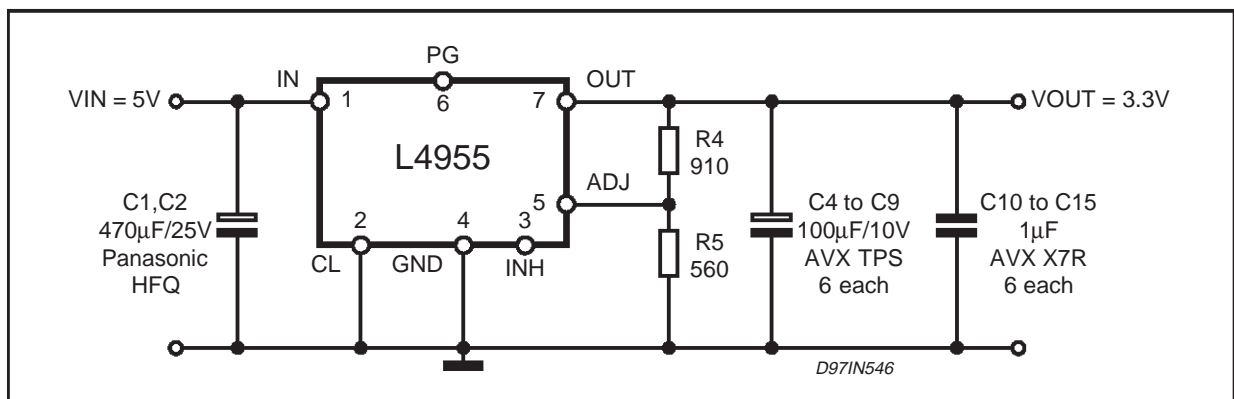 PG
IN
OUT
VIN = 5V
1
6
7
VOUT = 3.3V
L4955
R4
910
ADJ
5
C1,C2
470µF/25V
Panasonic
HFQ
2
4
3
CL
GND
INH
R5
560
C4 to C9
100µF/10V
AVX TPS
6 each
C10 to C15
1µF
AVX X7R
6 each
D97IN546